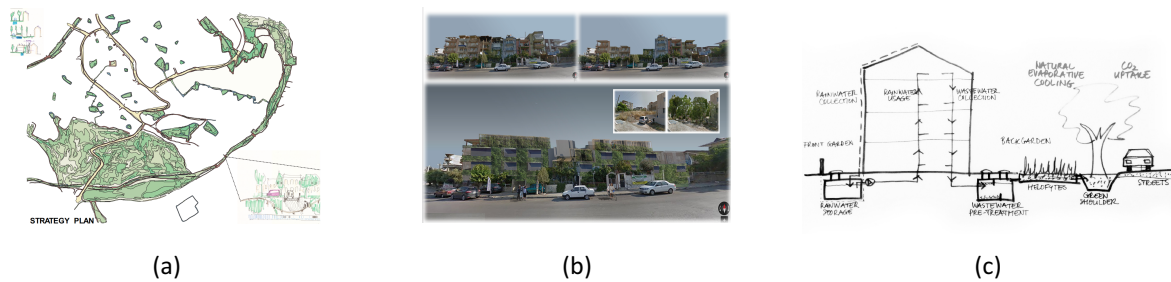 STRATEGY PLAN
(a)
(b)
NATURAL
EVAPORATIVE
COOLING
CO2
UPTAKE
RAINWATER
COLLECTION
RAINWATER
USAGE
WASTEWATER
COLLECTION
FRONT GARDEN
BACKGARDEN
HELOFYTES
GREEN
SHOULDER
STREETS
RAINWATER
STORAGE
WASTEWATER
PRE-TREATMENT
(c)